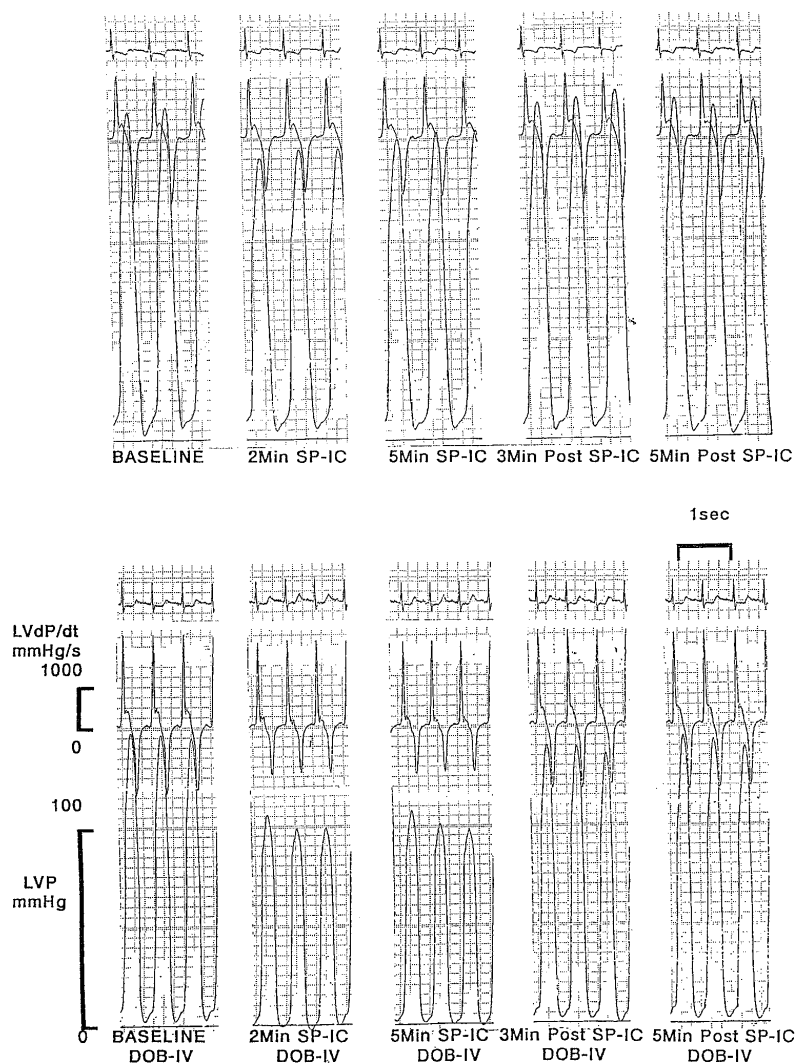 BASELINE 2Min SP-IC 5Min SP-IC 3Min Post SP-IC 5Min Post SP-IC
1sec
LVdP/dt
mmHg/s
1000
0
100
LVP
mmHg
0
BASELINE 2Min SP-IC 5Min SP-IC 3Min Post SP-IC 5Min Post SP-IC
DOB-IV DOB-IV DOB-IV DOB-IV DOB-IV